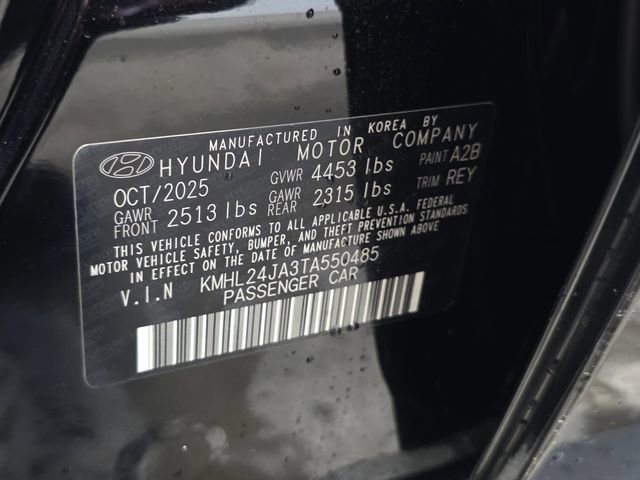 MANUFACTURED IN KOREA BY
HYUNDAI MOTOR COMPANY
OCT/2025 GVWR 4453 lbs PAINT A2B
GAWR FRONT 2513 lbs GAWR REAR 2315 lbs TRIM REY
THIS VEHICLE CONFORMS TO ALL APPLICABLE U.S.A. FEDERAL
MOTOR VEHICLE SAFETY, BUMPER, AND THEFT PREVENTION STANDARDS
IN EFFECT ON THE DATE OF MANUFACTURE SHOWN ABOVE.
V.I.N KMHL24JA3TA550485
PASSENGER CAR